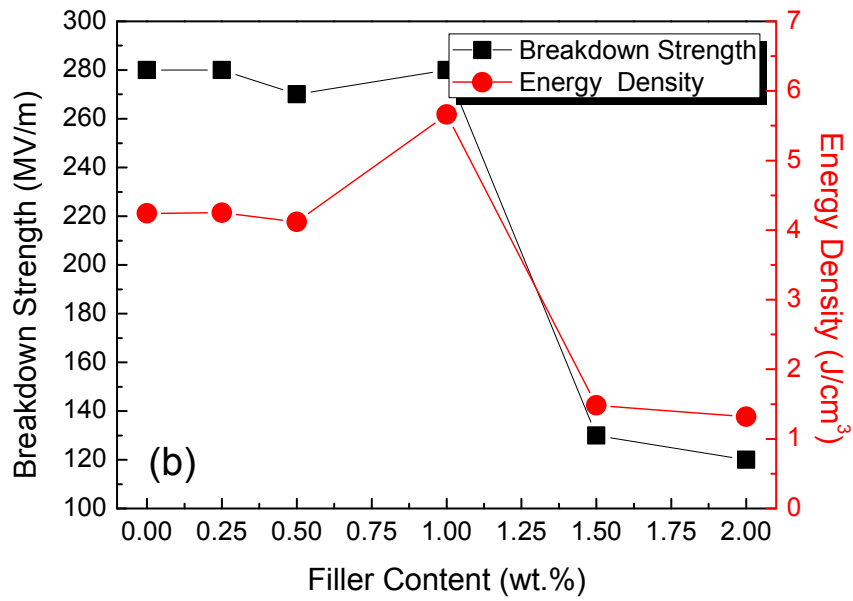 Breakdown Strength
Energy Density
300
280
260
240
220
200
180
160
140
120
100
Breakdown Strength (MV/m)
7
6
5
4
3
2
1
0
Energy Density (J/cm³)
(b)
0.00 0.25 0.50 0.75 1.00 1.25 1.50 1.75 2.00
Filler Content (wt.%)